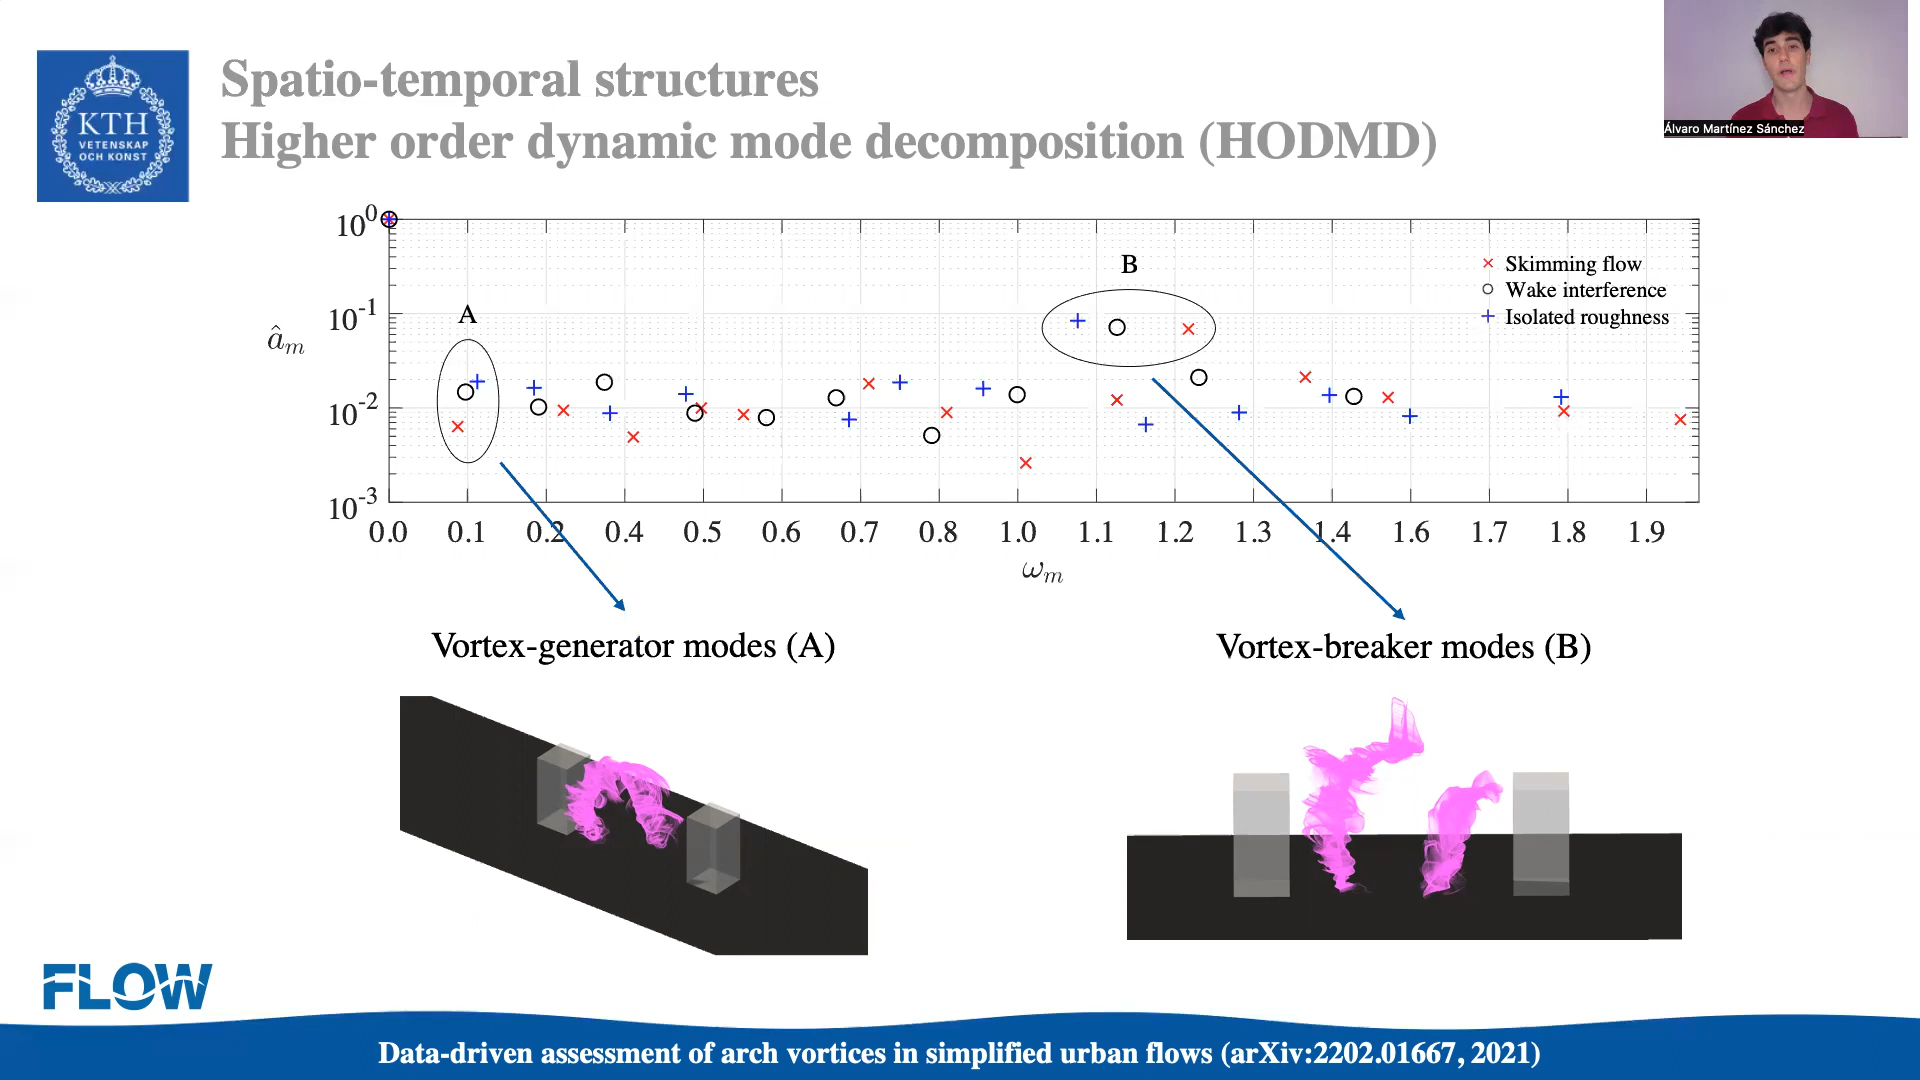 Spatio-temporal structures
Higher order dynamic mode decomposition (HODMD)
KTH
VETENSKAP
OCH KONST
Álvaro Martínez Sánchez
10^0
10^-1
10^-2
10^-3
â_m
A
B
Skimming flow
Wake interference
Isolated roughness
0.0 0.1 0.2 0.4 0.5 0.6 0.7 0.8 1.0 1.1 1.2 1.3 1.4 1.6 1.7 1.8 1.9
ω_m
Vortex-generator modes (A)
Vortex-breaker modes (B)
FLOW
Data-driven assessment of arch vortices in simplified urban flows (arXiv:2202.01667, 2021)